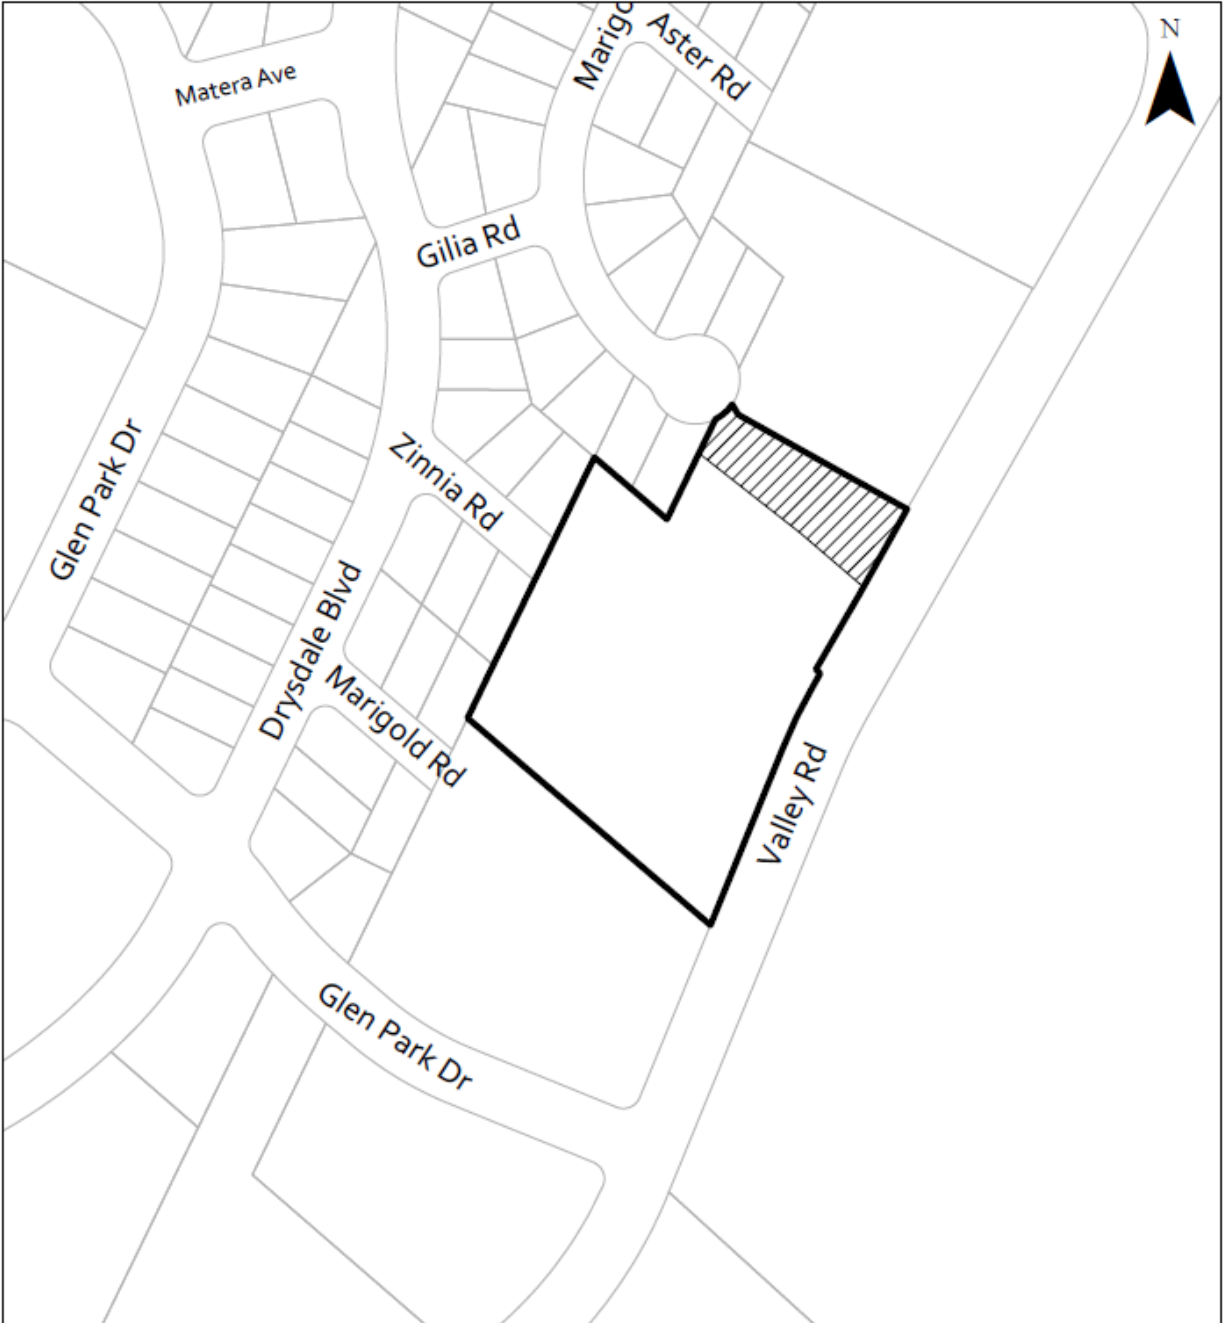 Marigo
Aster Rd
N
Matera Ave
Gilia Rd
Zinnia Rd
Glen Park Dr
Drysdale Blvd
Marigold Rd
Valley Rd
Glen Park Dr